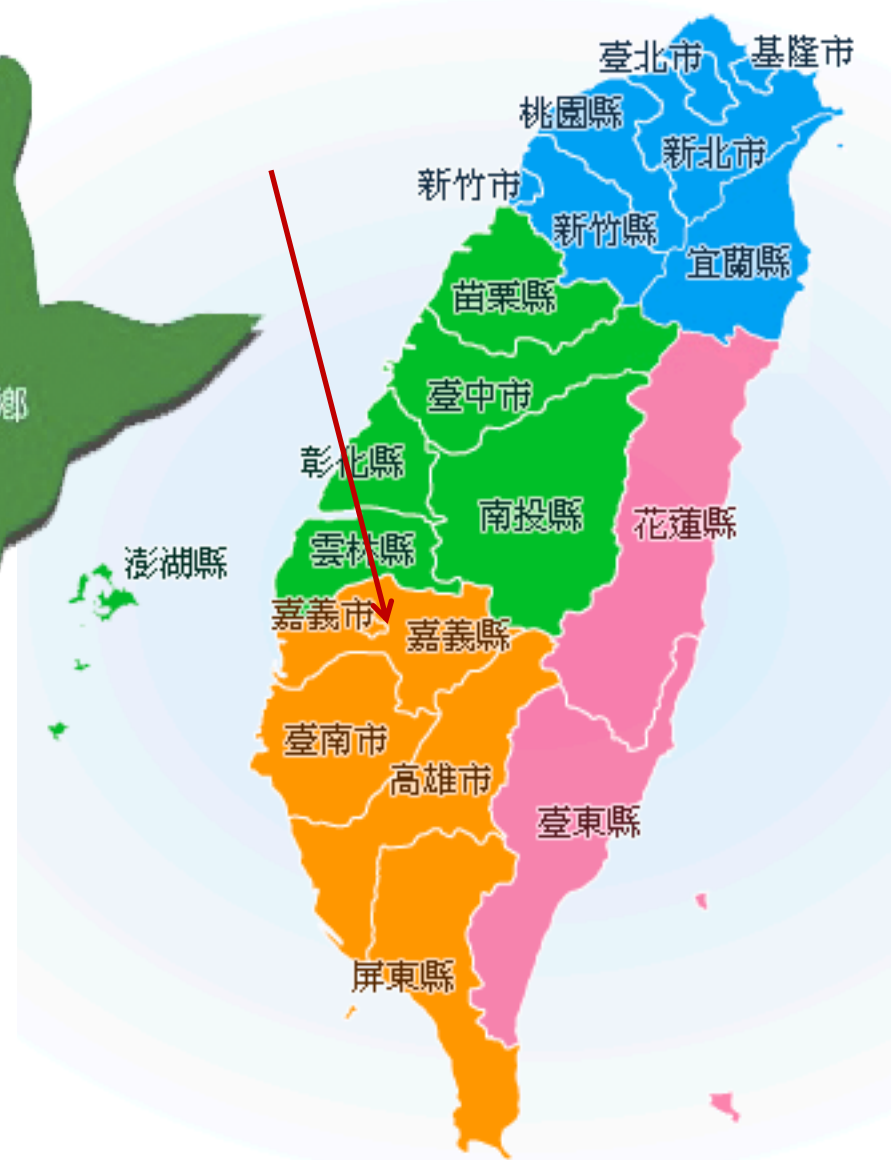 臺北市
基隆市
桃園縣
新北市
新竹市
新竹縣
宜蘭縣
苗栗縣
臺中市
鄉
彰化縣
南投縣
花蓮縣
雲林縣
澎湖縣
嘉義市
嘉義縣
臺南市
高雄市
臺東縣
屏東縣